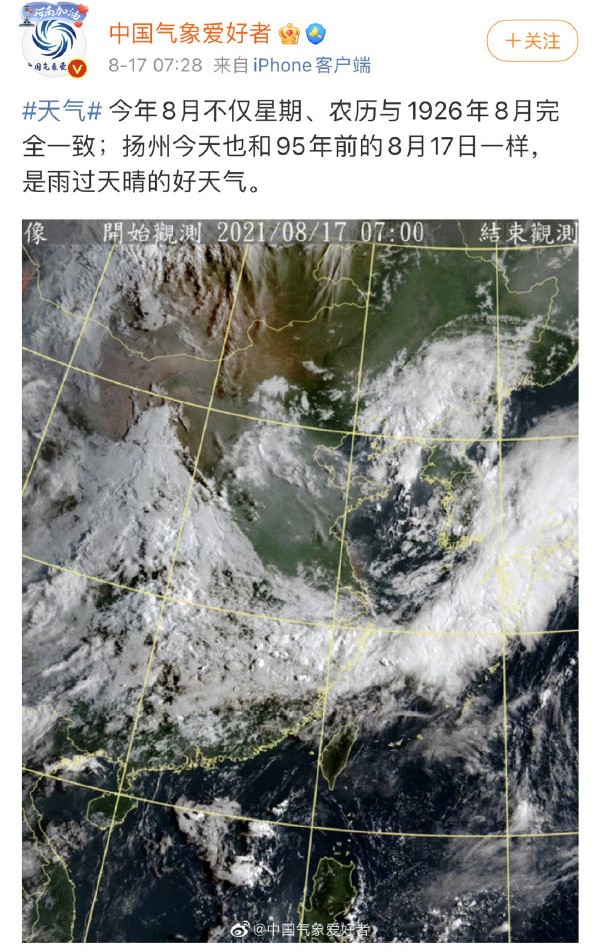 河南加油
中国气象爱好者
8-17 07:28 来自 iPhone客户端
＋关注
#天气# 今年8月不仅星期、农历与1926年8月完
全一致；扬州今天也和95年前的8月17日一样，
是雨过天晴的好天气。
像 開始觀測 2021/08/17 07:00 結束觀測
@中国气象爱好者